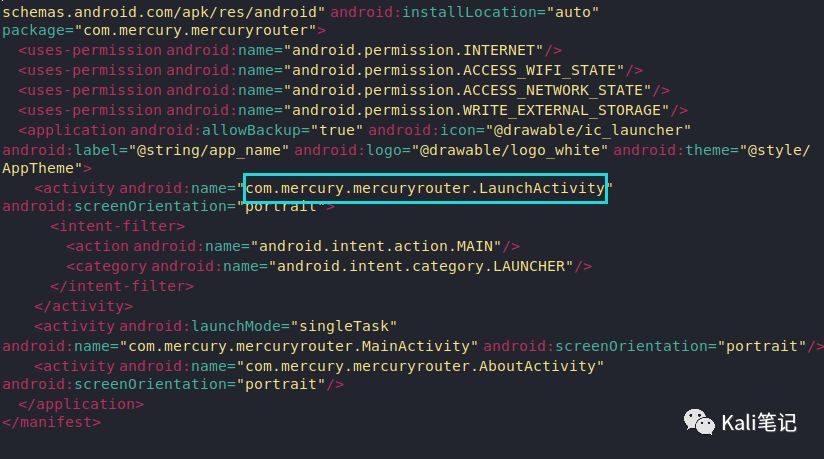 schemas.android.com/apk/res/android" android:installLocation="auto"
package="com.mercury.mercuryrouter">
<uses-permission android:name="android.permission.INTERNET"/>
<uses-permission android:name="android.permission.ACCESS_WIFI_STATE"/>
<uses-permission android:name="android.permission.ACCESS_NETWORK_STATE"/>
<uses-permission android:name="android.permission.WRITE_EXTERNAL_STORAGE"/>
<application android:allowBackup="true" android:icon="@drawable/ic_launcher"
android:label="@string/app_name" android:logo="@drawable/logo_white" android:theme="@style/
AppTheme">
<activity android:name="com.mercury.mercuryrouter.LaunchActivity"
android:screenOrientation="portrait">
<intent-filter>
<action android:name="android.intent.action.MAIN"/>
<category android:name="android.intent.category.LAUNCHER"/>
</intent-filter>
</activity>
<activity android:launchMode="singleTask"
android:name="com.mercury.mercuryrouter.MainActivity" android:screenOrientation="portrait"/>
<activity android:name="com.mercury.mercuryrouter.AboutActivity"
android:screenOrientation="portrait"/>
</application>
</manifest>
Kali笔记